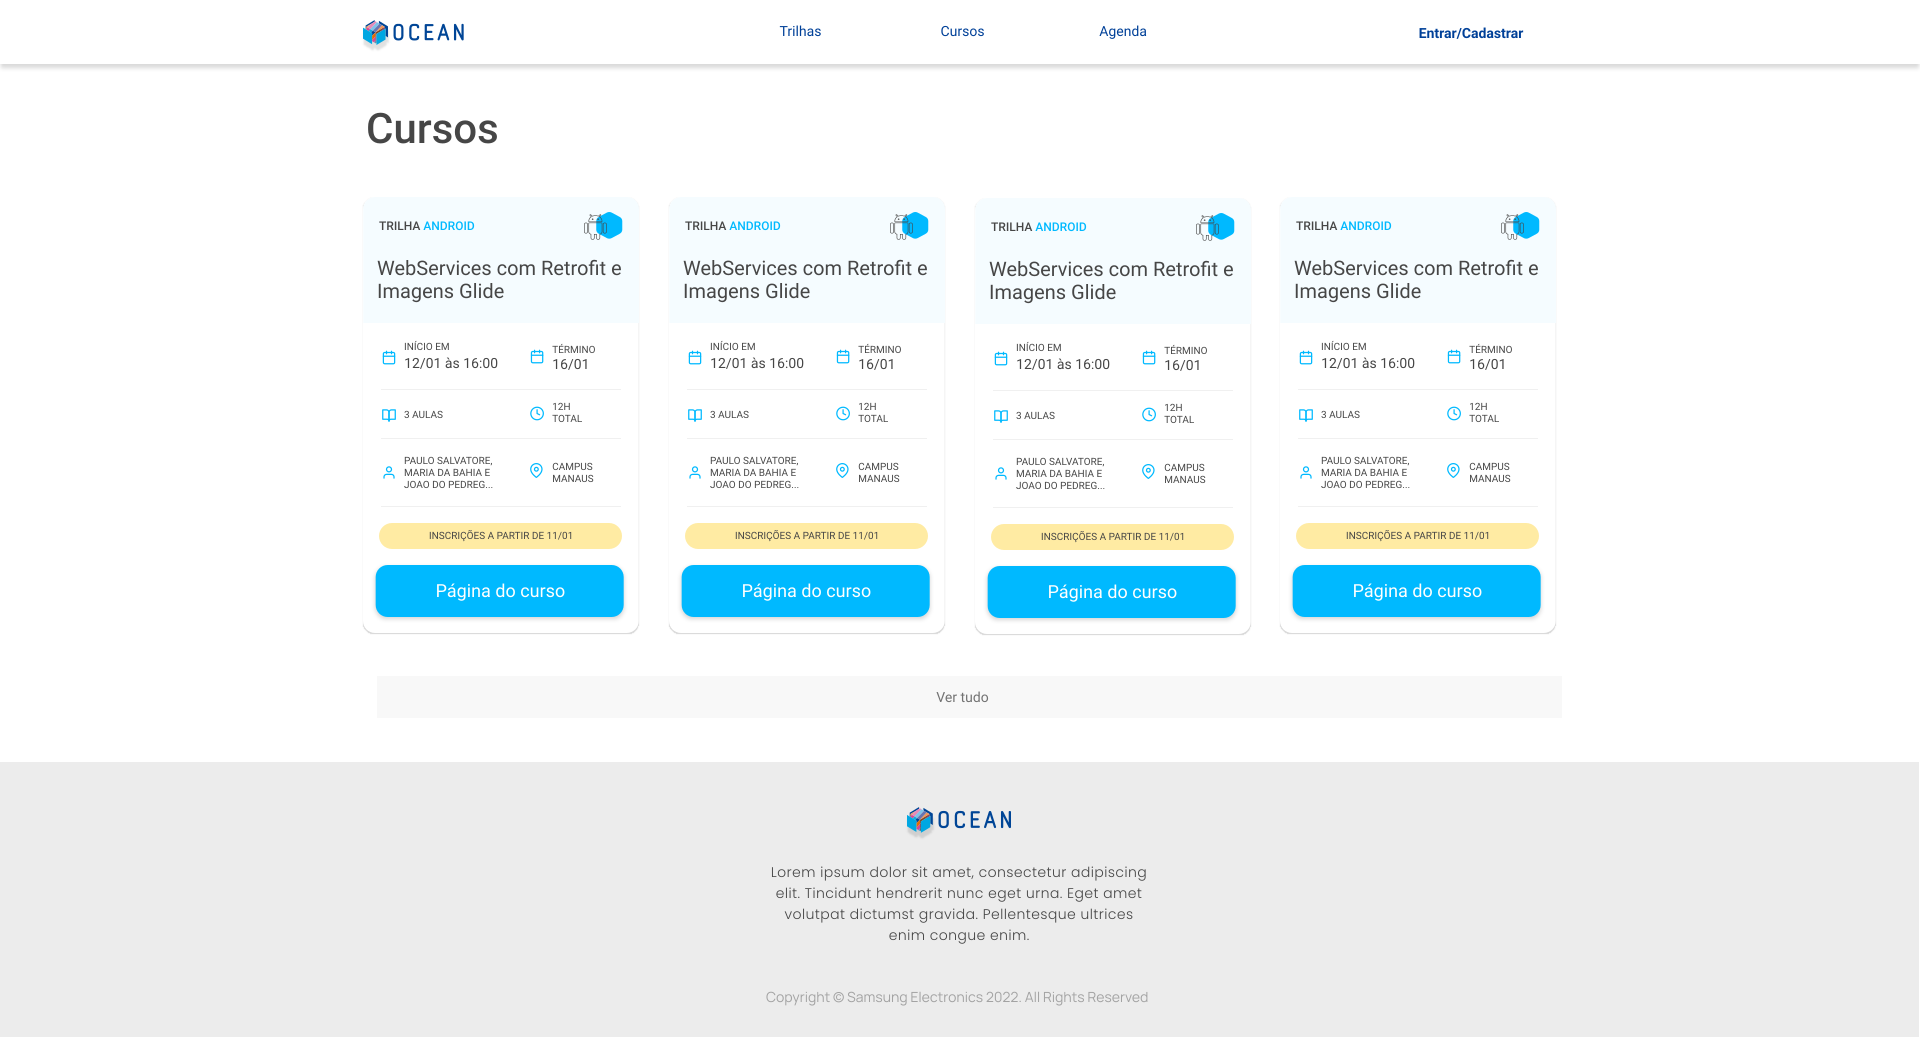 OCEAN
Trilhas
Cursos
Agenda
Entrar/Cadastrar
Cursos
TRILHA ANDROID
WebServices com Retrofit e
Imagens Glide
INÍCIO EM
12/01 às 16:00
TÉRMINO
16/01
3 AULAS
12H
TOTAL
PAULO SALVATORE,
MARIA DA BAHIA E
JOAO DO PEDREG...
CAMPUS
MANAUS
INSCRIÇÕES A PARTIR DE 11/01
Página do curso
TRILHA ANDROID
WebServices com Retrofit e
Imagens Glide
INÍCIO EM
12/01 às 16:00
TÉRMINO
16/01
3 AULAS
12H
TOTAL
PAULO SALVATORE,
MARIA DA BAHIA E
JOAO DO PEDREG...
CAMPUS
MANAUS
INSCRIÇÕES A PARTIR DE 11/01
Página do curso
TRILHA ANDROID
WebServices com Retrofit e
Imagens Glide
INÍCIO EM
12/01 às 16:00
TÉRMINO
16/01
3 AULAS
12H
TOTAL
PAULO SALVATORE,
MARIA DA BAHIA E
JOAO DO PEDREG...
CAMPUS
MANAUS
INSCRIÇÕES A PARTIR DE 11/01
Página do curso
TRILHA ANDROID
WebServices com Retrofit e
Imagens Glide
INÍCIO EM
12/01 às 16:00
TÉRMINO
16/01
3 AULAS
12H
TOTAL
PAULO SALVATORE,
MARIA DA BAHIA E
JOAO DO PEDREG...
CAMPUS
MANAUS
INSCRIÇÕES A PARTIR DE 11/01
Página do curso
Ver tudo
OCEAN
Lorem ipsum dolor sit amet, consectetur adipiscing
elit. Tincidunt hendrerit nunc eget urna. Eget amet
volutpat dictumst gravida. Pellentesque ultrices
enim congue enim.
Copyright © Samsung Electronics 2022. All Rights Reserved